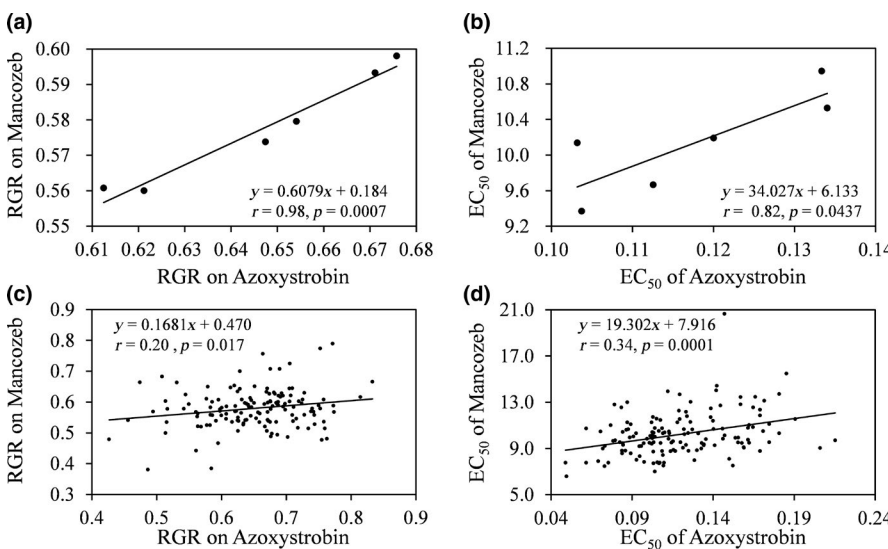 (a)
0.60
0.59
0.58
0.57
0.56
0.55
RGR on Mancozeb
y = 0.6079x + 0.184
r = 0.98, p = 0.0007
0.61 0.62 0.63 0.64 0.65 0.66 0.67 0.68
RGR on Azoxystrobin
(b)
11.2
10.8
10.4
10.0
9.6
9.2
EC50 of Mancozeb
y = 34.027x + 6.133
r = 0.82, p = 0.0437
0.10 0.11 0.12 0.13 0.14
EC50 of Azoxystrobin
(c)
0.9
0.8
0.7
0.6
0.5
0.4
0.3
RGR on Mancozeb
y = 0.1681x + 0.470
r = 0.20 , p = 0.017
0.4 0.5 0.6 0.7 0.8 0.9
RGR on Azoxystrobin
(d)
21.0
17.0
13.0
9.0
5.0
EC50 of Mancozeb
y = 19.302x + 7.916
r = 0.34, p = 0.0001
0.04 0.09 0.14 0.19 0.24
EC50 of Azoxystrobin